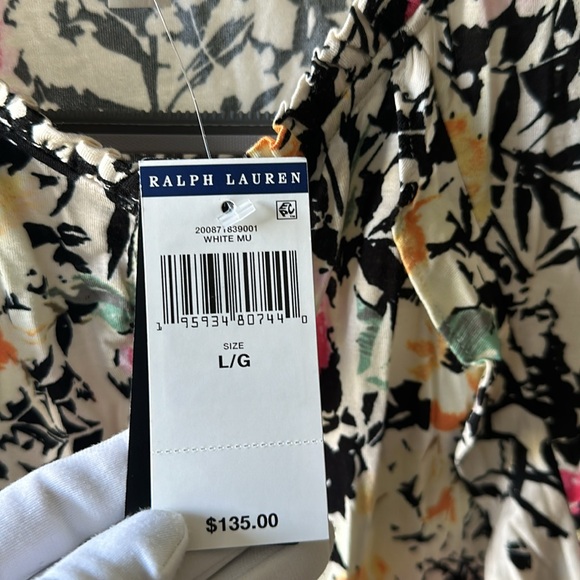 RALPH LAUREN
200871839001
WHITE MU
1 95934 80744 0
SIZE
L/G
$135.00